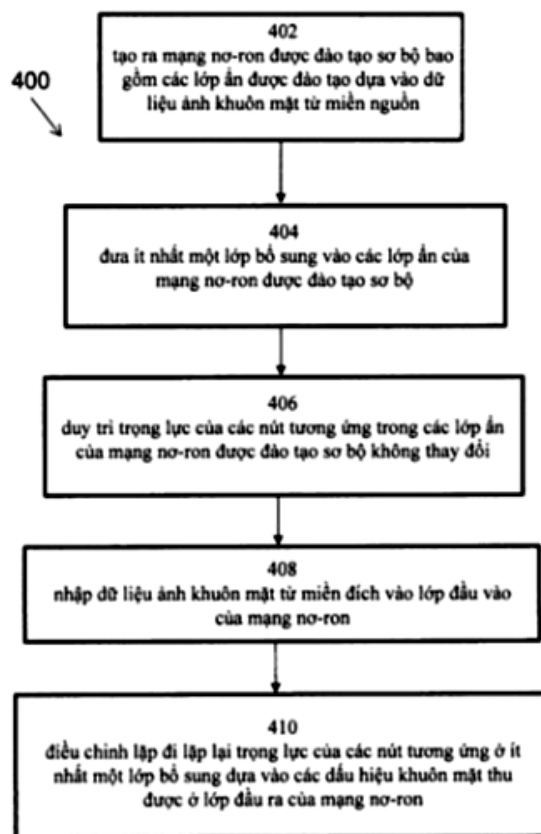 402
tạo ra mạng nơ-ron được đào tạo sơ bộ bao
gồm các lớp ẩn được đào tạo dựa vào dữ
liệu ảnh khuôn mặt từ miền nguồn
400
404
đưa ít nhất một lớp bổ sung vào các lớp ẩn của
mạng nơ-ron được đào tạo sơ bộ
406
duy trì trọng lực của các nút tương ứng trong các lớp ẩn
của mạng nơ-ron được đào tạo sơ bộ không thay đổi
408
nhập dữ liệu ảnh khuôn mặt từ miền đích vào lớp đầu vào
của mạng nơ-ron
410
điều chỉnh lặp đi lặp lại trọng lực của các nút tương ứng ở ít
nhất một lớp bổ sung dựa vào các dấu hiệu khuôn mặt thu
được ở lớp đầu ra của mạng nơ-ron